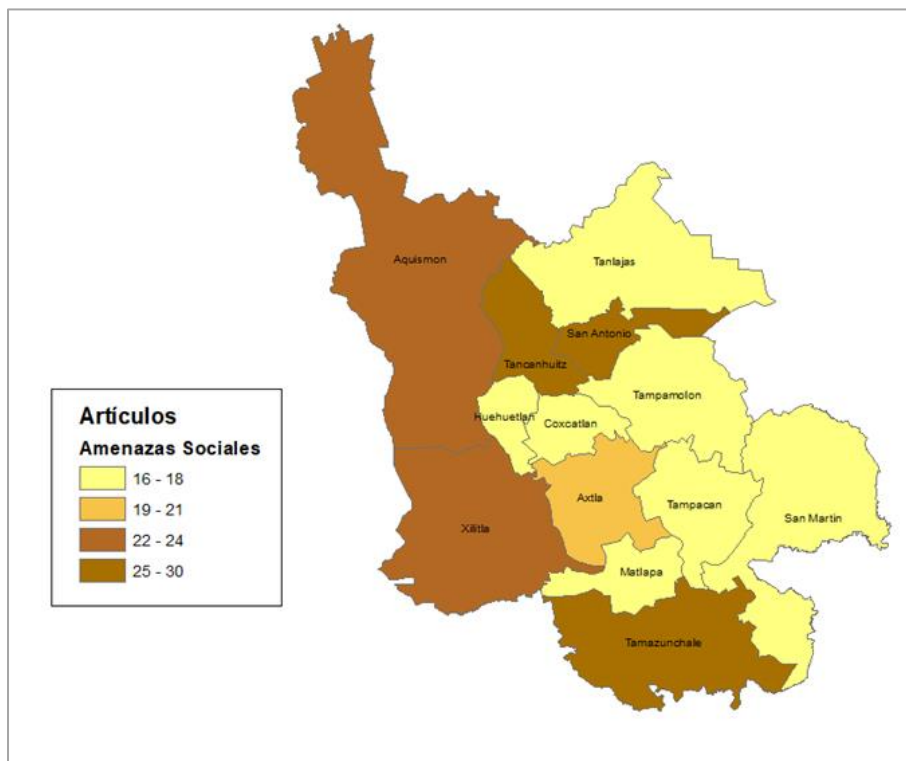 Aquismon
Tanlajas
San Antonio
Tancanhuitz
Huehuetlan
Coxcatlan
Tampamolon
Axtla
Tampacan
San Martin
Xilitla
Matlapa
Tamazunchale
Artículos
Amenazas Sociales
16 - 18
19 - 21
22 - 24
25 - 30